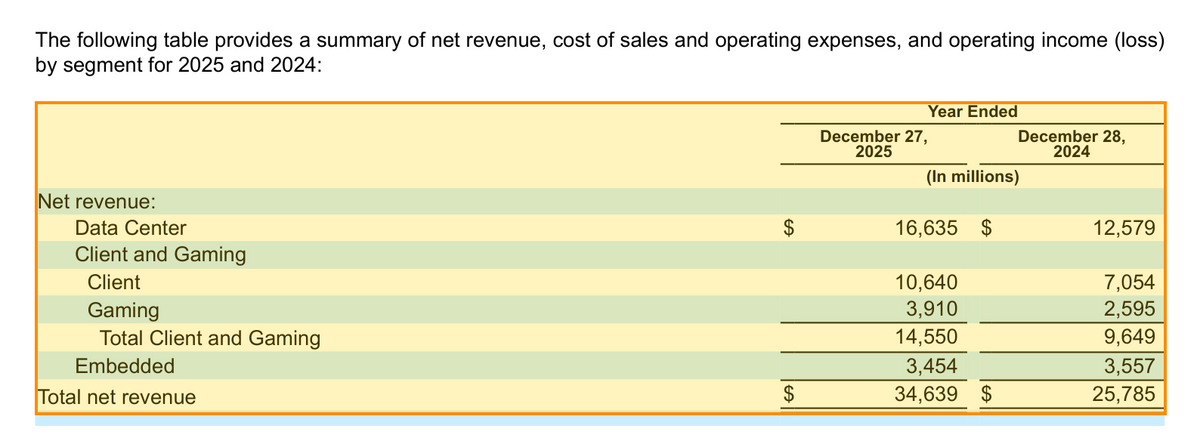 The following table provides a summary of net revenue, cost of sales and operating expenses, and operating income (loss)
by segment for 2025 and 2024:
Year Ended
December 27, 2025 December 28, 2024
(In millions)
Net revenue:
Data Center $ 16,635 $ 12,579
Client and Gaming
Client 10,640 7,054
Gaming 3,910 2,595
Total Client and Gaming 14,550 9,649
Embedded 3,454 3,557
Total net revenue $ 34,639 $ 25,785